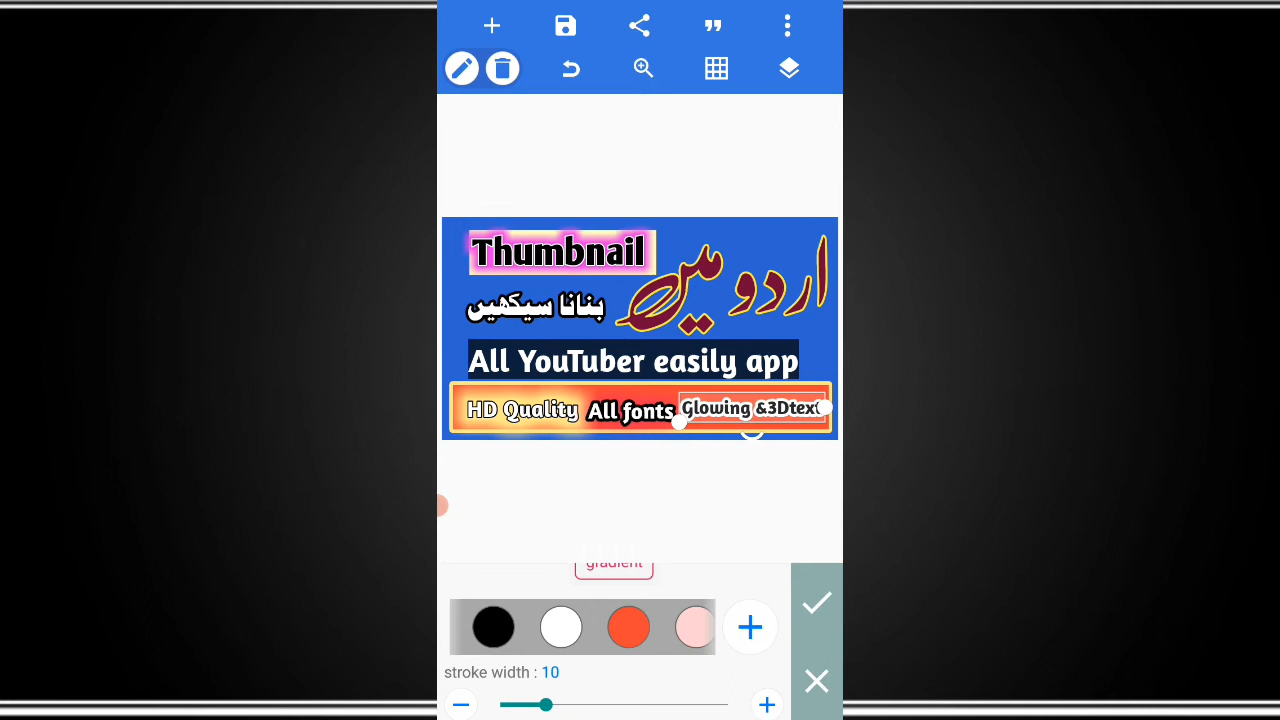 Thumbnail
اردو میں
بنانا سیکھیں
All YouTuber easily app
HD Quality All fonts Glowing &3Dtext
gradient
stroke width : 10